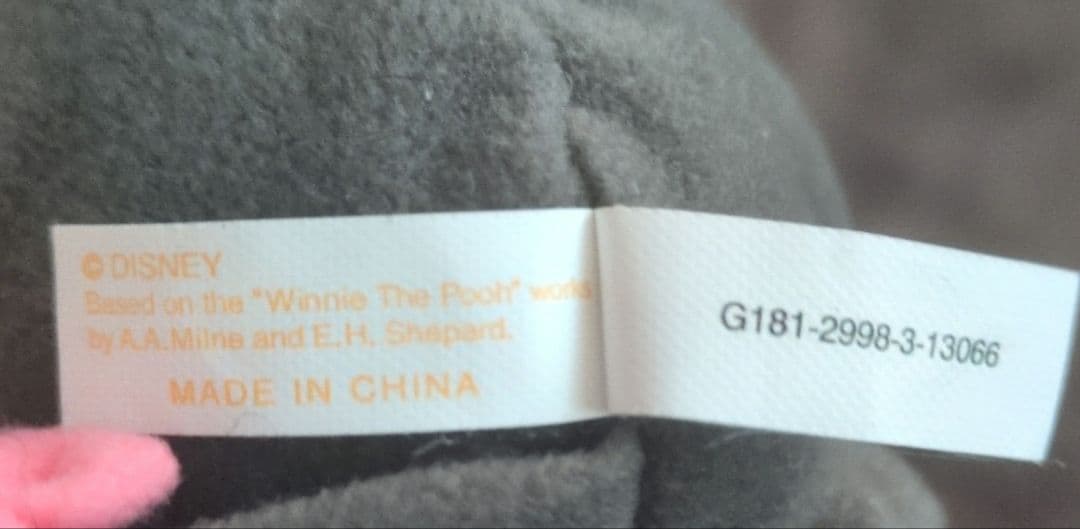 © DISNEY
Based on the "Winnie The Pooh" works
by A.A.Milne and E.H. Shepard.
MADE IN CHINA
G181-2998-3-13066